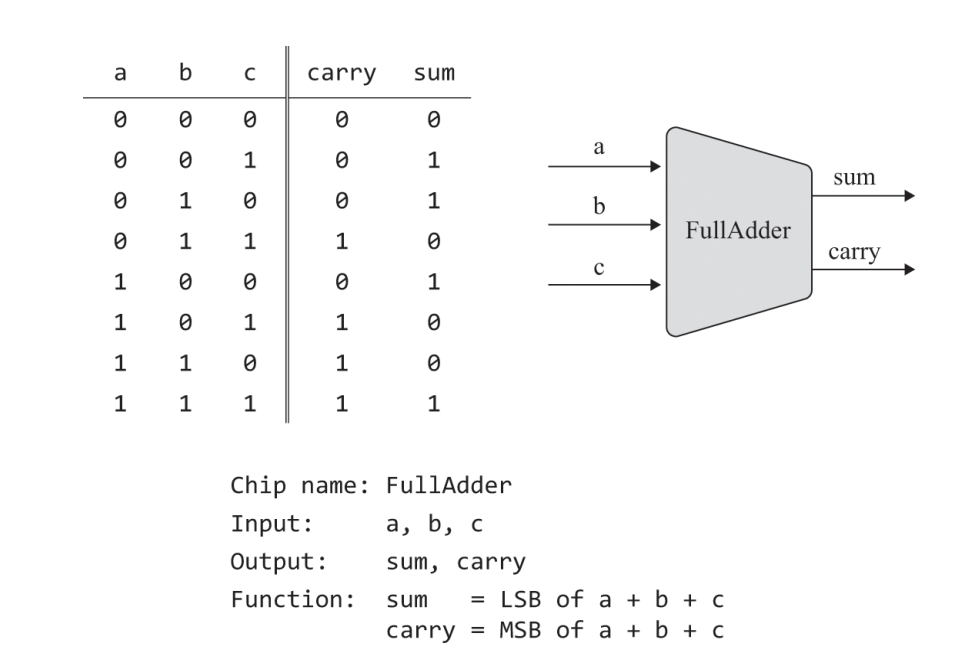 a b c carry sum
0 0 0 0 0
0 0 1 0 1
0 1 0 0 1
0 1 1 1 0
1 0 0 0 1
1 0 1 1 0
1 1 0 1 0
1 1 1 1 1
a
b
c
FullAdder
sum
carry
Chip name: FullAdder
Input: a, b, c
Output: sum, carry
Function: sum = LSB of a + b + c
carry = MSB of a + b + c